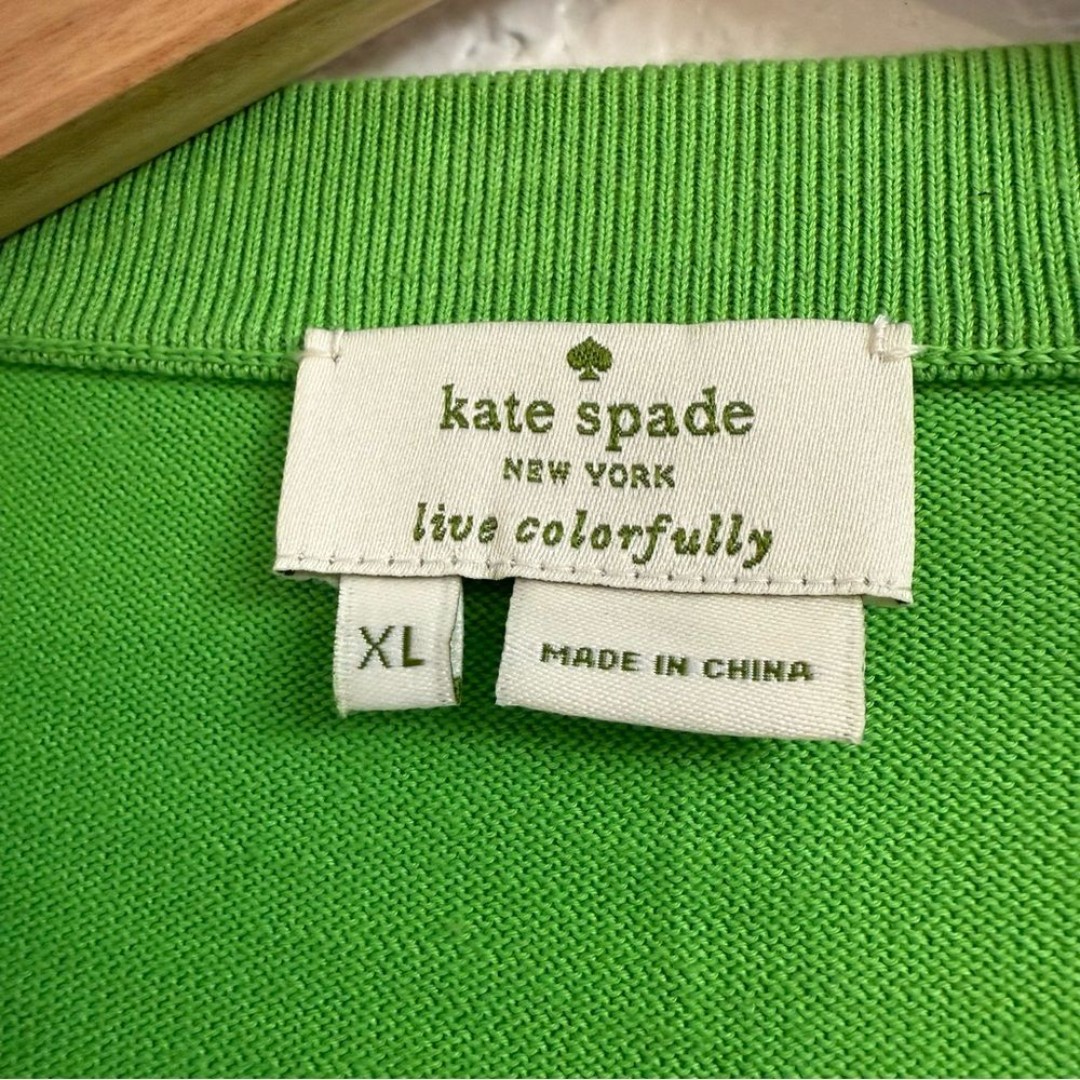 kate spade
NEW YORK
live colorfully
XL
MADE IN CHINA